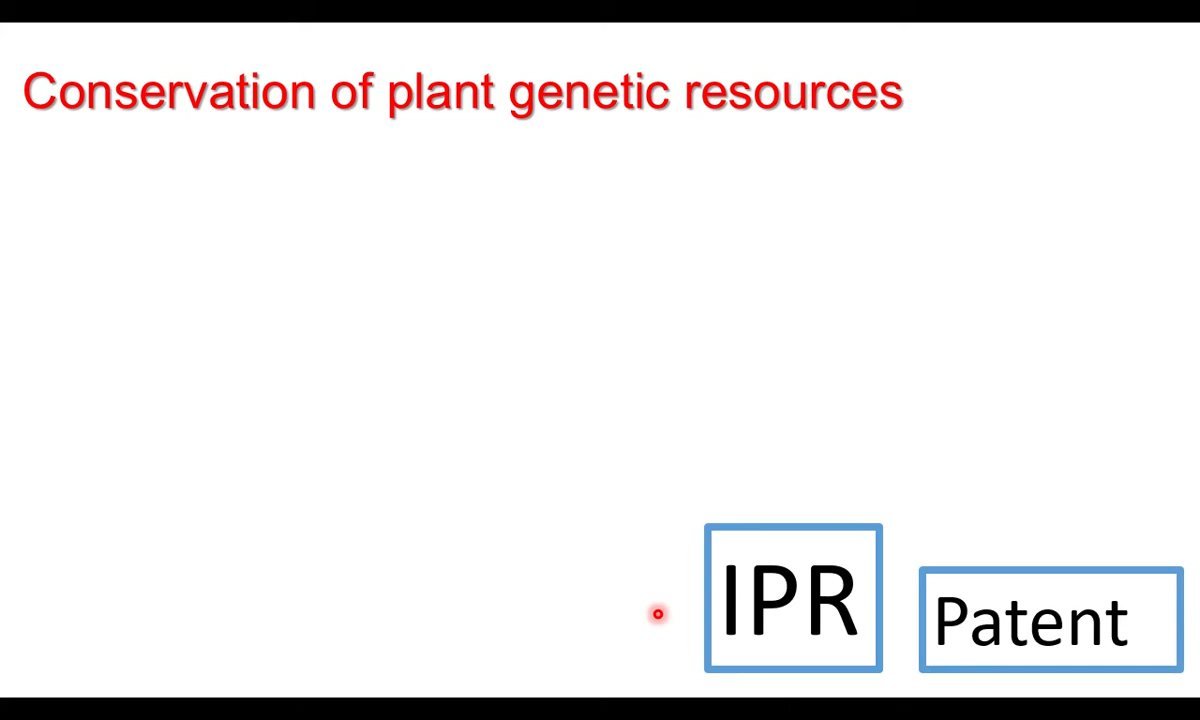 Conservation of plant genetic resources
IPR
Patent